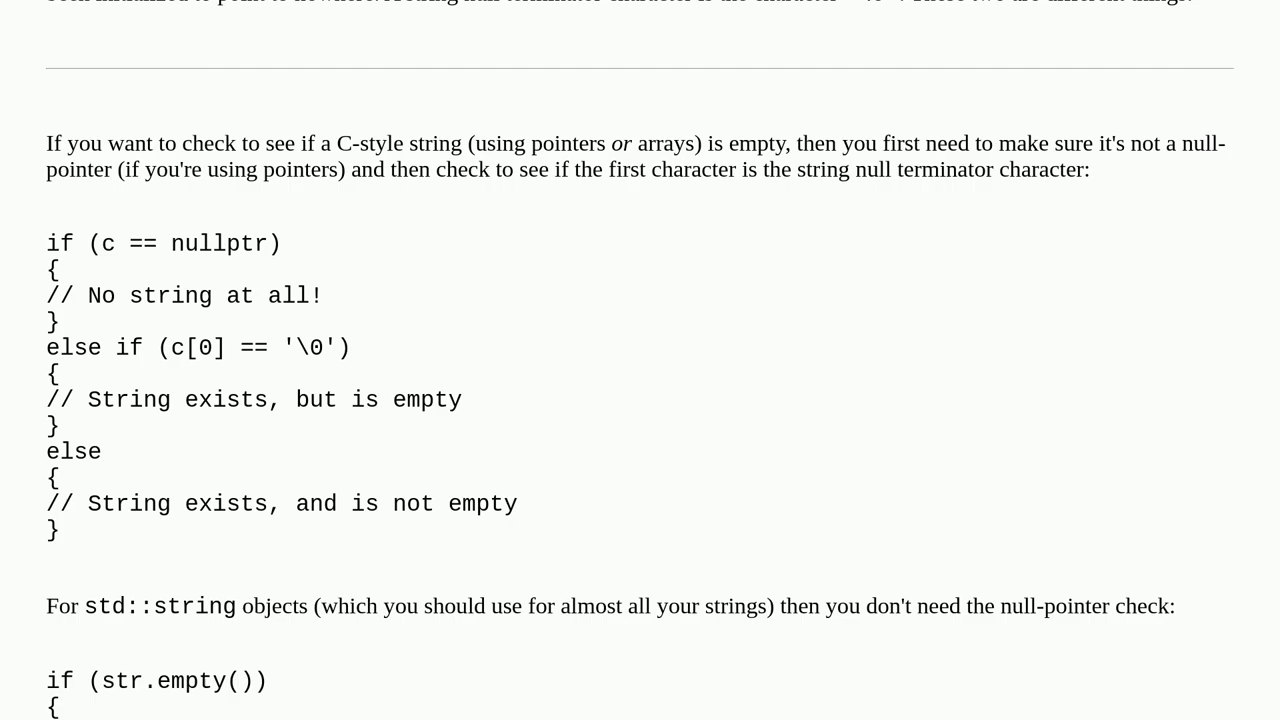 If you want to check to see if a C-style string (using pointers or arrays) is empty, then you first need to make sure it's not a null-
pointer (if you're using pointers) and then check to see if the first character is the string null terminator character:
if (c == nullptr)
{
// No string at all!
}
else if (c[0] == '\0')
{
// String exists, but is empty
}
else
{
// String exists, and is not empty
}
For std::string objects (which you should use for almost all your strings) then you don't need the null-pointer check:
if (str.empty())
{